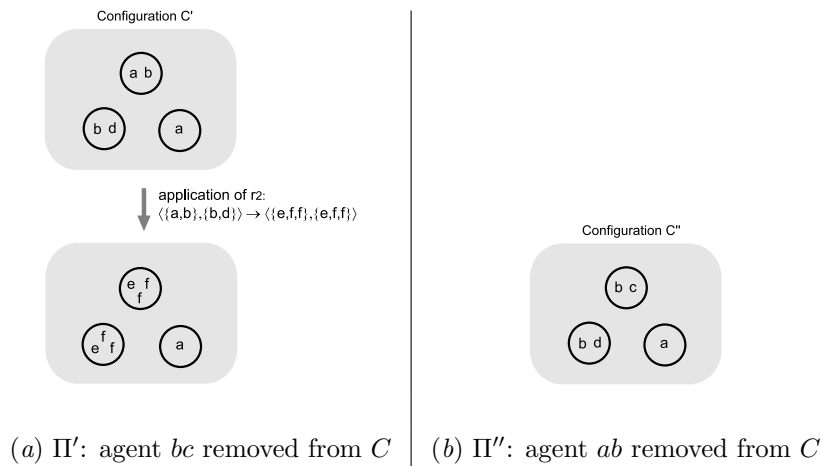 Configuration C'
a b
b d
a
application of r2:
⟨{a,b},{b,d}⟩ → ⟨{e,f,f},{e,f,f}⟩
e f
f
f
e f
a
(a) Π′: agent bc removed from C
Configuration C"
b c
b d
a
(b) Π′′: agent ab removed from C